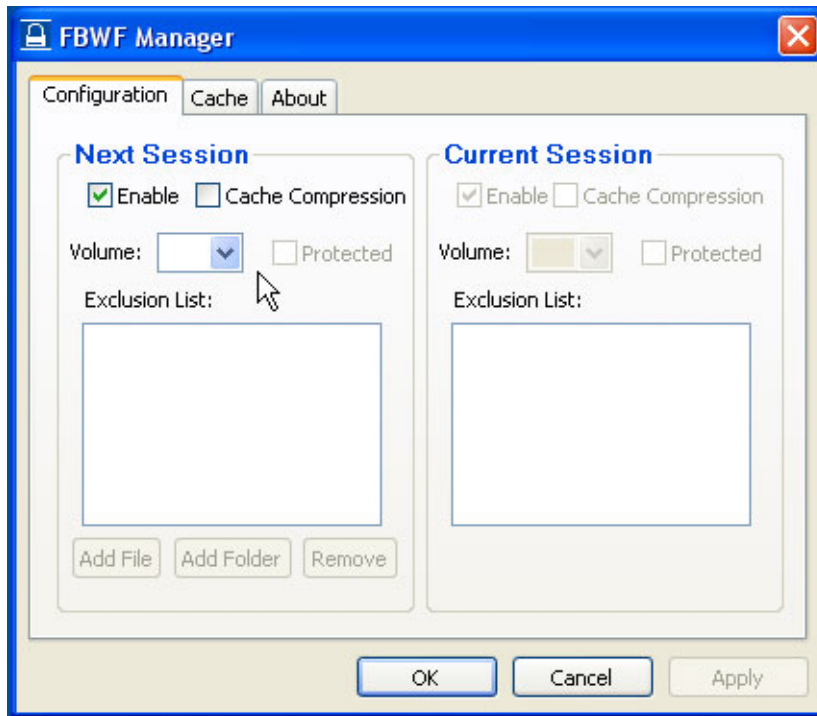 FBWF Manager
Configuration Cache About
Next Session
Enable Cache Compression
Volume: Protected
Exclusion List:
Add File Add Folder Remove
Current Session
Enable Cache Compression
Volume: Protected
Exclusion List:
OK Cancel Apply